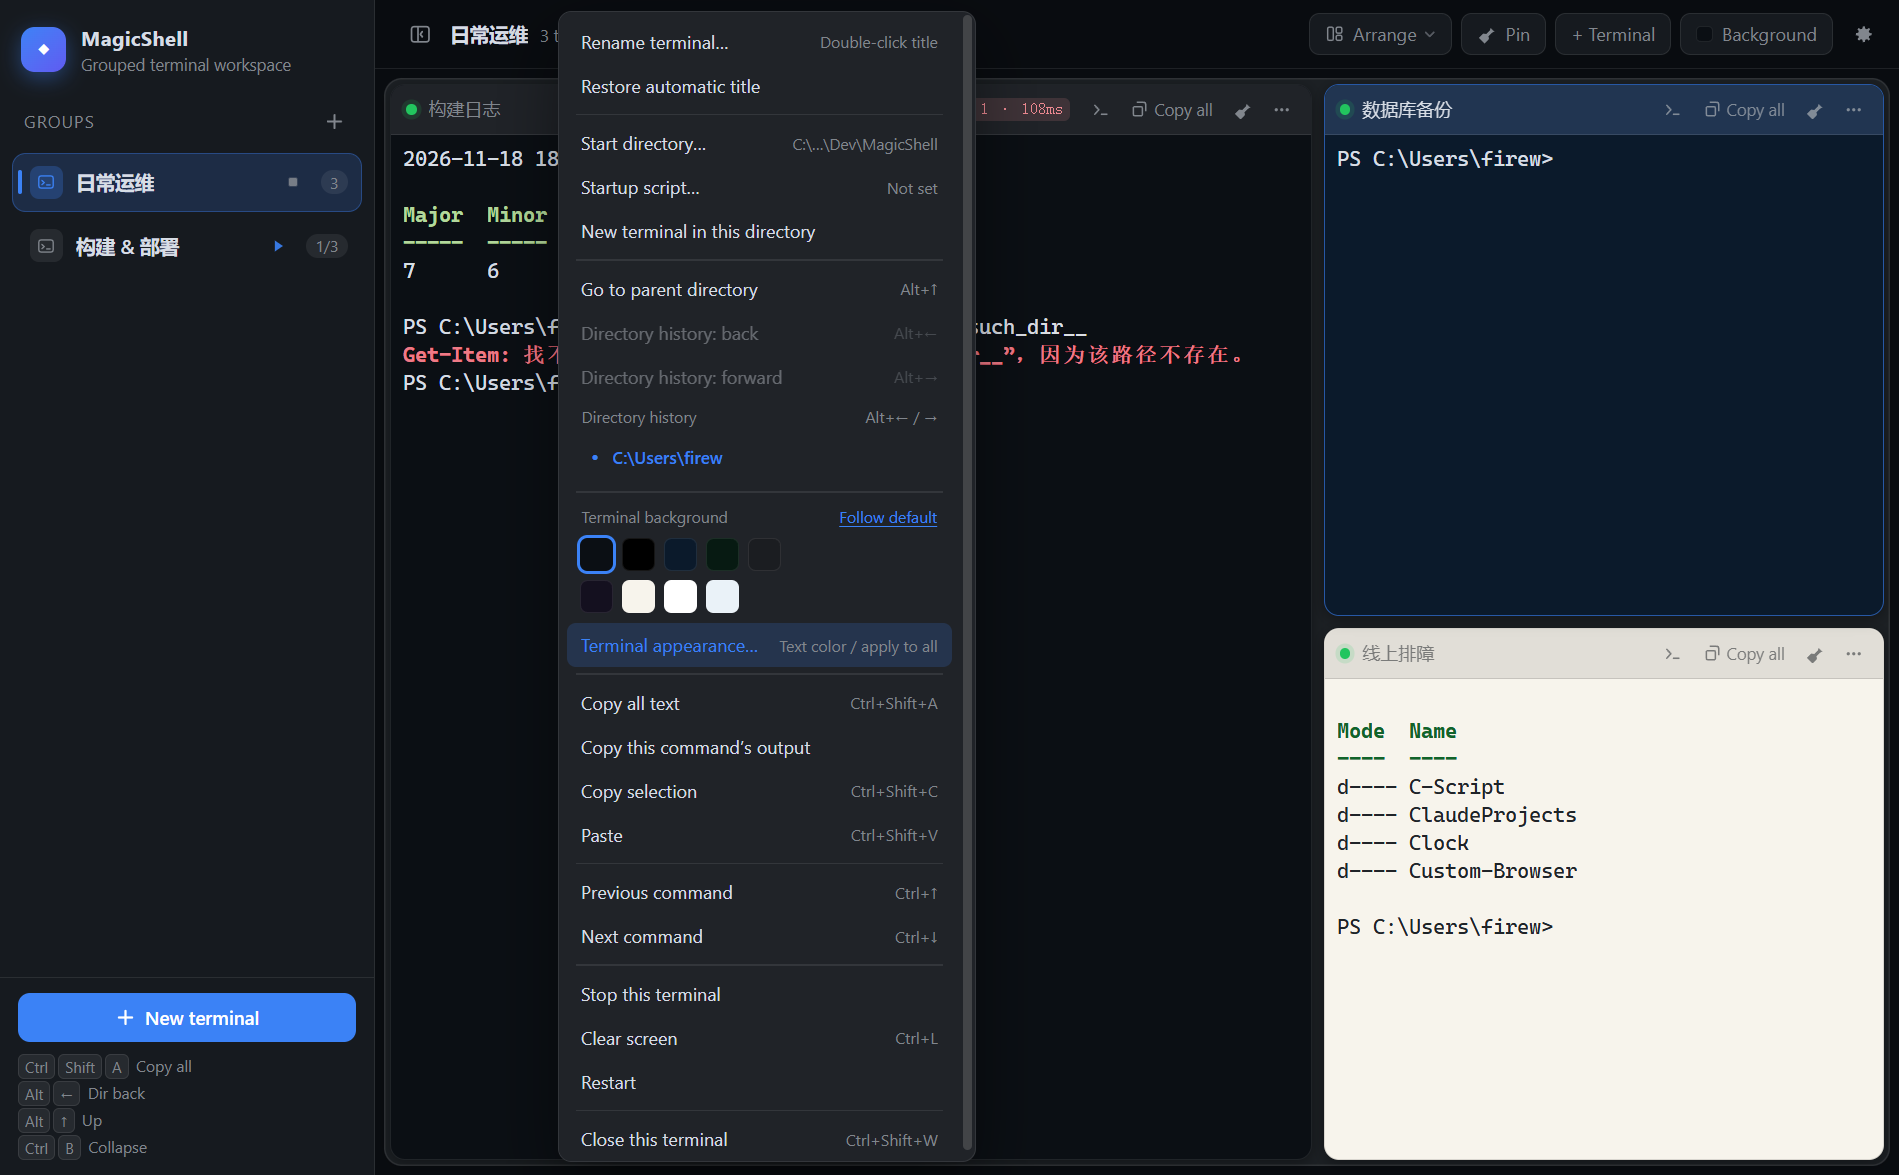 MagicShell
Grouped terminal workspace
GROUPS
日常运维
3
构建 & 部署
1/3
New terminal
Ctrl Shift A Copy all
Alt ← Dir back
Alt ↑ Up
Ctrl B Collapse
日常运维 3 t
Arrange
Pin
+ Terminal
Background
构建日志
1 · 108ms
Copy all
2026-11-18 18
Major Minor
----- -----
7 6
PS C:\Users\f
such_dir__
Get-Item: 找不
__”，因为该路径不存在。
PS C:\Users\f
Rename terminal... Double-click title
Restore automatic title
Start directory... C:\...\Dev\MagicShell
Startup script... Not set
New terminal in this directory
Go to parent directory Alt+↑
Directory history: back Alt+←
Directory history: forward Alt+→
Directory history Alt+← / →
• C:\Users\firew
Terminal background Follow default
Terminal appearance... Text color / apply to all
Copy all text Ctrl+Shift+A
Copy this command’s output
Copy selection Ctrl+Shift+C
Paste Ctrl+Shift+V
Previous command Ctrl+↑
Next command Ctrl+↓
Stop this terminal
Clear screen Ctrl+L
Restart
Close this terminal Ctrl+Shift+W
数据库备份
Copy all
PS C:\Users\firew>
线上排障
Copy all
Mode Name
---- ----
d---- C-Script
d---- ClaudeProjects
d---- Clock
d---- Custom-Browser
PS C:\Users\firew>